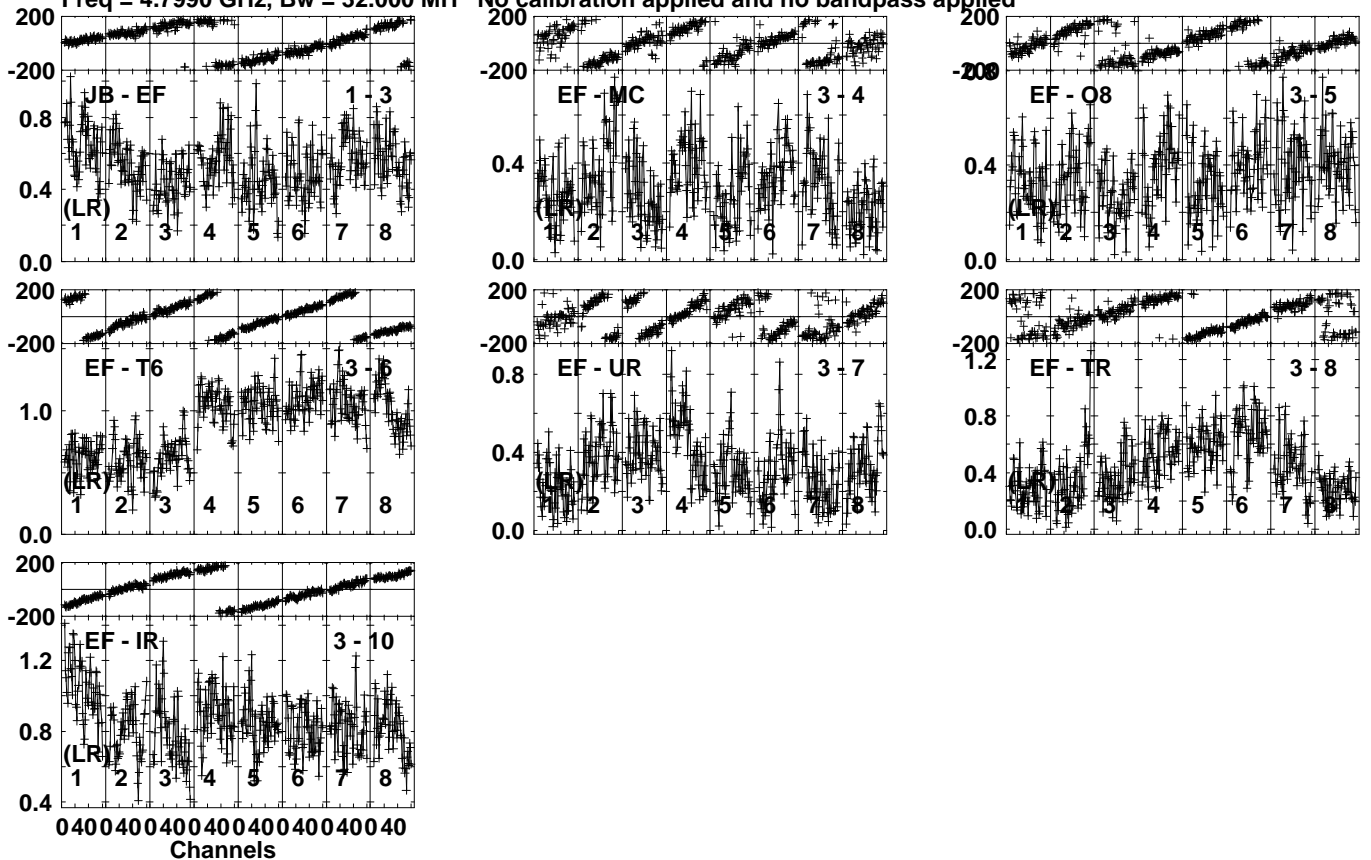 Freq = 4.7990 GHz, Bw = 32.000 MH No calibration applied and no bandpass applied
200
-200
JB - EF 1 - 3
0.8
0.4
0.0
(LR)
1 2 3 4 5 6 7 8
EF - MC 3 - 4
0.4
0.0
(LR)
1 2 3 4 5 6 7 8
200
-200
0.8
EF - O8 3 - 5
0.4
0.0
(LR)
1 2 3 4 5 6 7 8
200
-200
EF - T6 3 - 6
1.0
0.0
(LR)
1 2 3 4 5 6 7 8
200
-200
EF - UR 3 - 7
0.8
0.4
0.0
(LR)
1 2 3 4 5 6 7 8
200
-200
1.2
EF - TR 3 - 8
0.8
0.4
0.0
(LR)
1 2 3 4 5 6 7 8
200
-200
EF - IR 3 - 10
1.2
0.8
0.4
(LR)
1 2 3 4 5 6 7 8
0 40 0 40 0 40 0 40 0 40 0 40 0 40 0 40
Channels